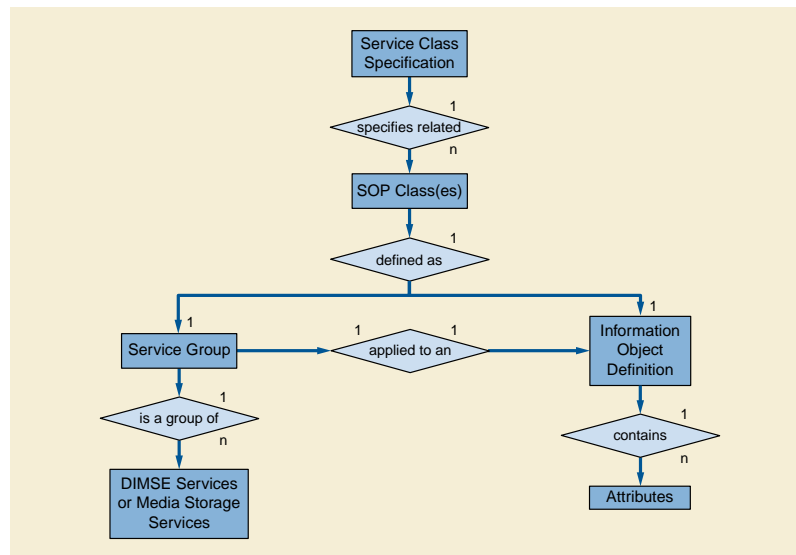 Service Class
Specification
1
specifies related
n
SOP Class(es)
1
defined as
1
1
Service Group
1
1
applied to an
Information
Object
Definition
1
is a group of
n
1
contains
n
DIMSE Services
or Media Storage
Services
Attributes